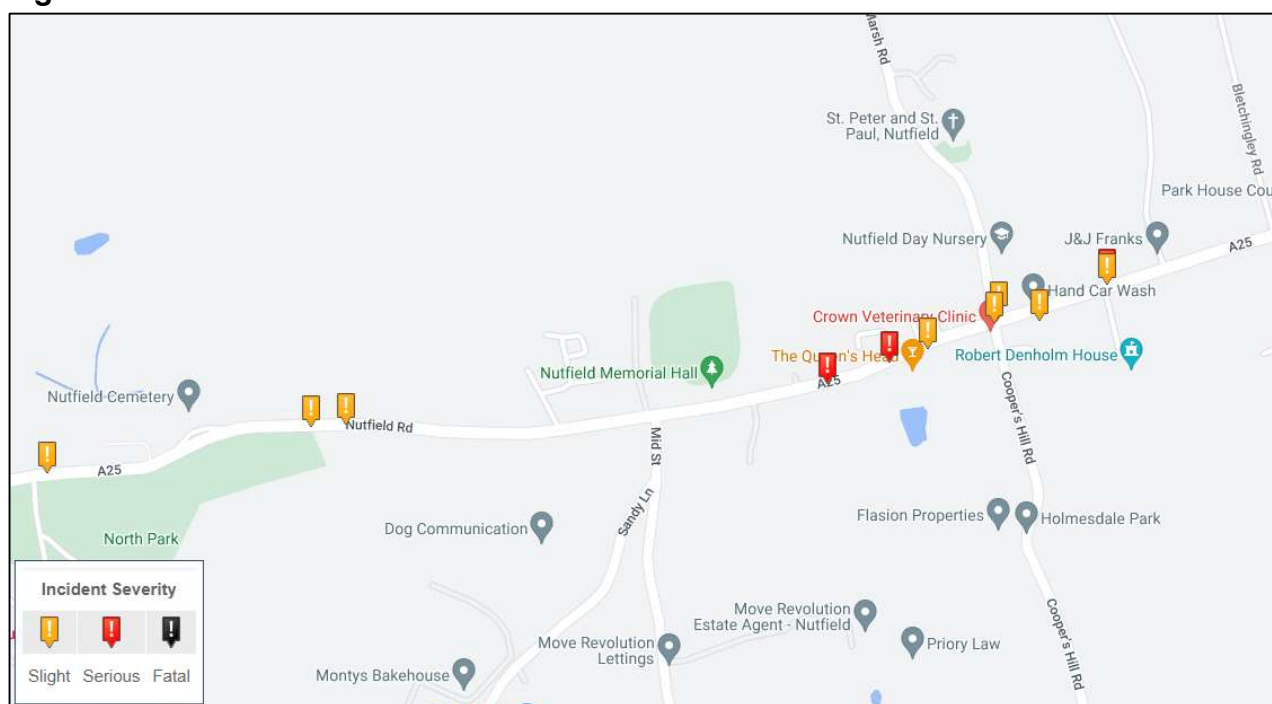 Marsh Rd
St. Peter and St.
Paul, Nutfield
Bletchingley Rd
Park House Cou
Nutfield Day Nursery
J&J Franks
A25
Hand Car Wash
Crown Veterinary Clinic
The Queen's Head
Robert Denholm House
A25
Nutfield Memorial Hall
Nutfield Cemetery
Nutfield Rd
A25
Mid St
Cooper's Hill Rd
Sandy Ln
Dog Communication
Flasion Properties
Holmesdale Park
North Park
Incident Severity
Slight Serious Fatal
Move Revolution
Estate Agent - Nutfield
Move Revolution
Lettings
Priory Law
Cooper's Hill Rd
Montys Bakehouse